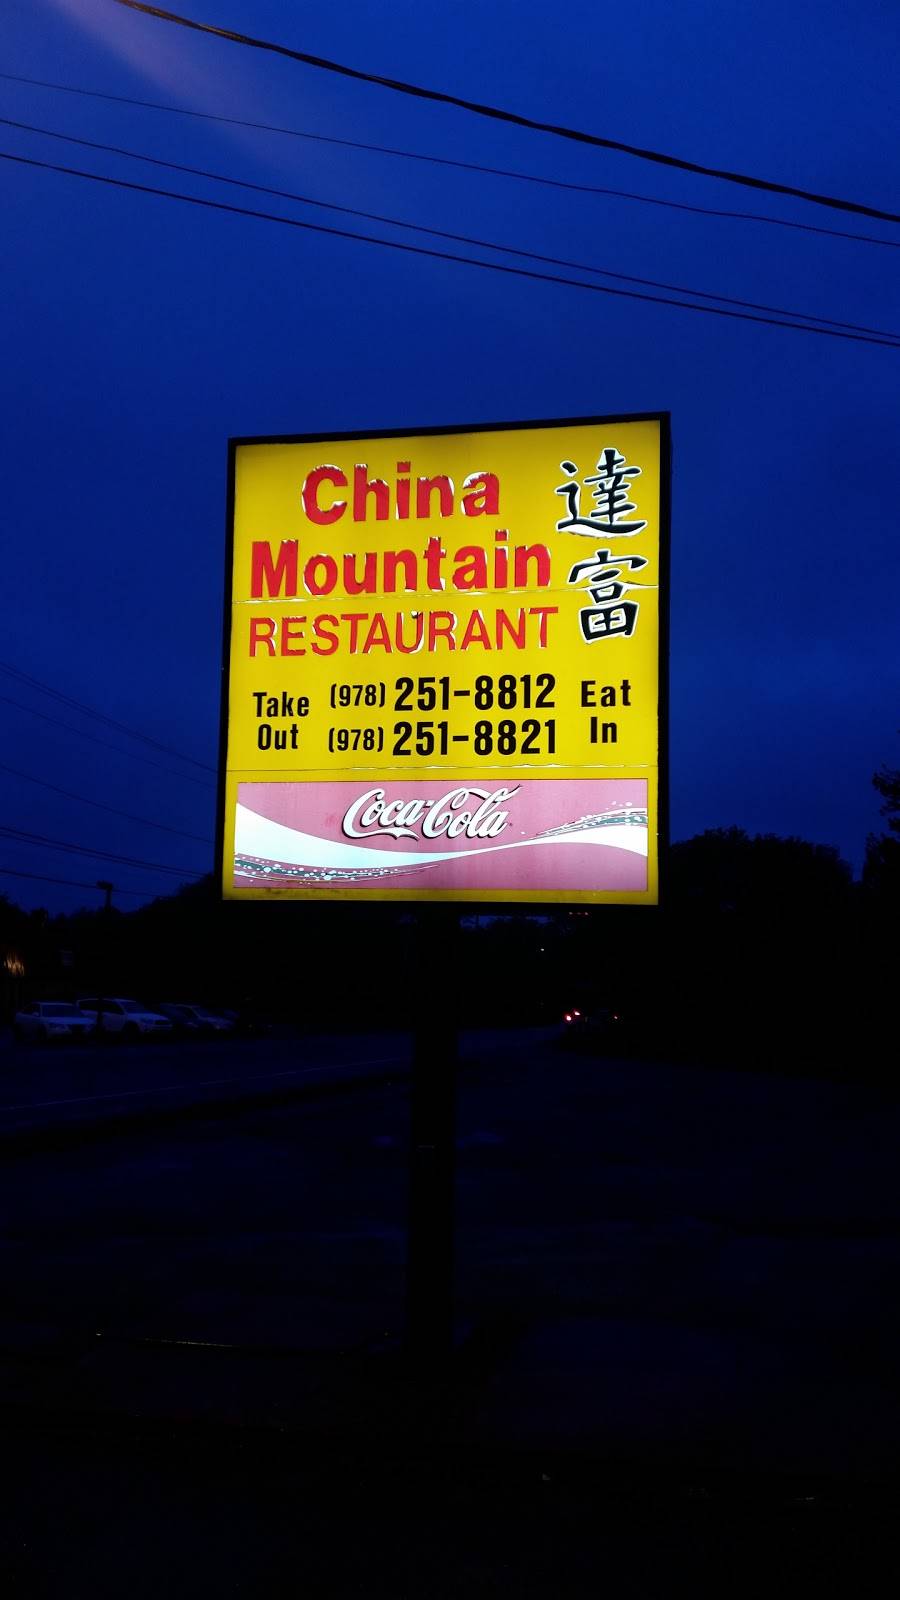 China
Mountain
RESTAURANT
達富
Take Out
(978) 251-8812
(978) 251-8821
Eat In
Coca-Cola